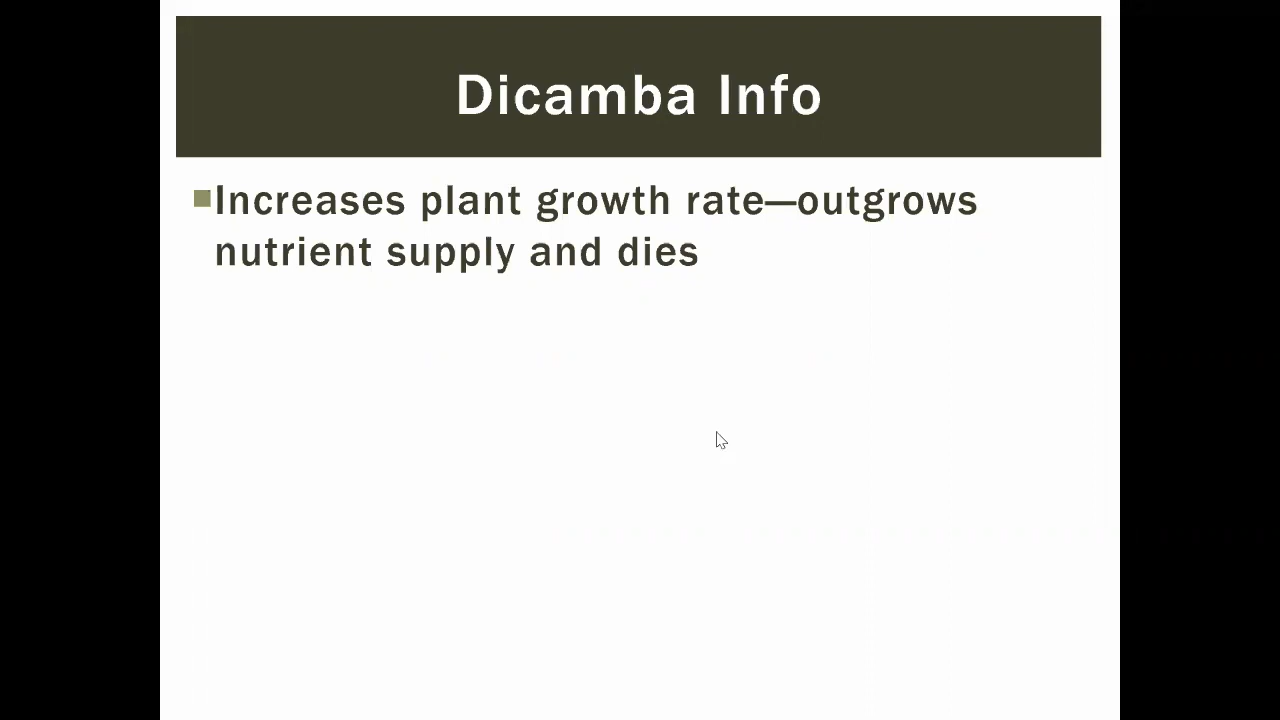 Dicamba Info
Increases plant growth rate—outgrows
nutrient supply and dies